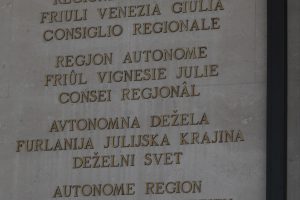 FRIULI VENEZIA GIULIA
CONSIGLIO REGIONALE
REGJON AUTONOME
FRIÛL VIGNESIE JULIE
CONSEI REGJONÂL
AVTONOMNA DEŽELA
FURLANIJA JULIJSKA KRAJINA
DEŽELNI SVET
AUTONOME REGION